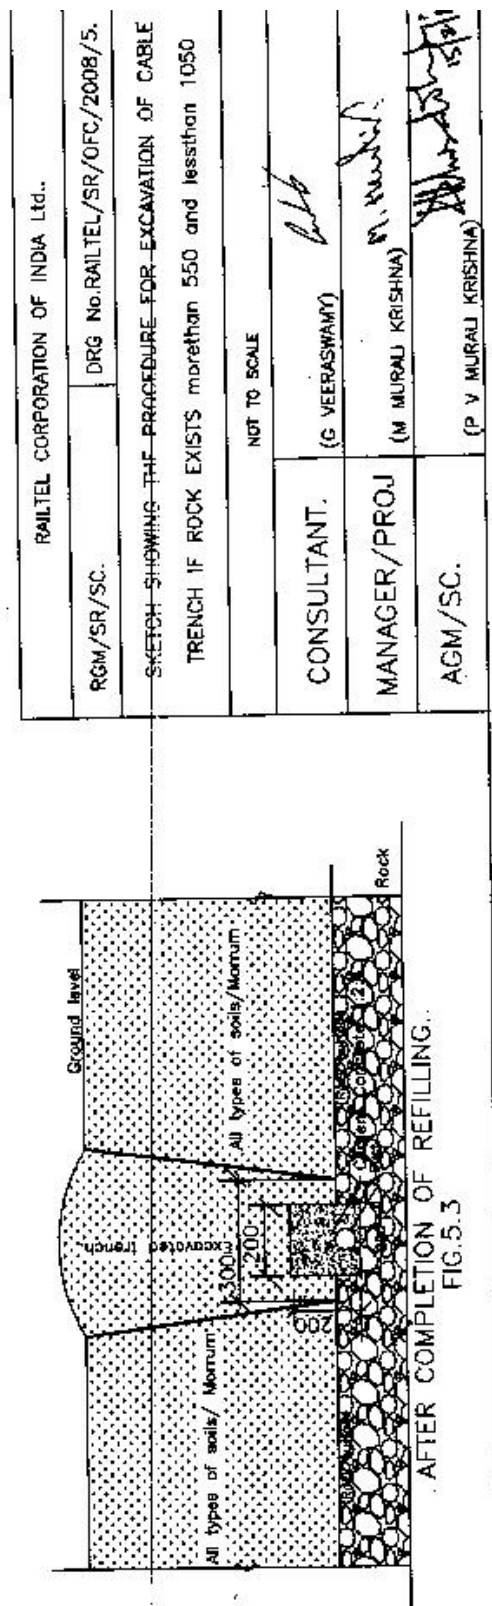 Ground level
Excavated trench.
All types of soils/ Morrum
All types of soils/Morrum
300
200
200
Rock
AFTER COMPLETION OF REFILLING.
FIG.5.3
RAILTEL CORPORATION OF INDIA Ltd..
RGM/SR/SC.
DRG No.RAILTEL/SR/OFC/2008/5.
SKETCH SHOWING THE PROCEDURE FOR EXCAVATION OF CABLE
TRENCH IF ROCK EXISTS morethan 550 and lessthan 1050
NOT TO SCALE
CONSULTANT.
(G VEERASWAMY)
MANAGER/PROJ
(M MURALI KRISHNA)
AGM/SC.
(P V MURALI KRISHNA)